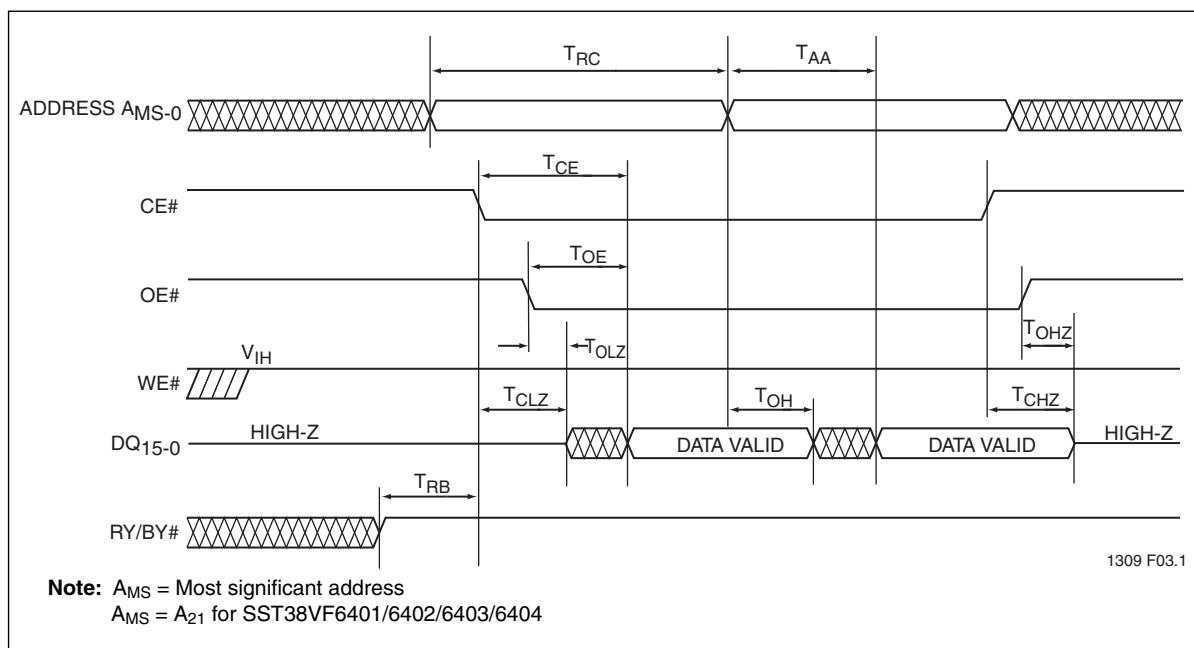 TRC TAA
ADDRESS AMS-0
TCE
CE#
TOE
OE#
TOHZ
TOLZ
VIH
WE#
TCLZ TOH TCHZ
HIGH-Z DATA VALID DATA VALID HIGH-Z
DQ15-0
TRB
RY/BY#
1309 F03.1
Note: AMS = Most significant address
AMS = A21 for SST38VF6401/6402/6403/6404